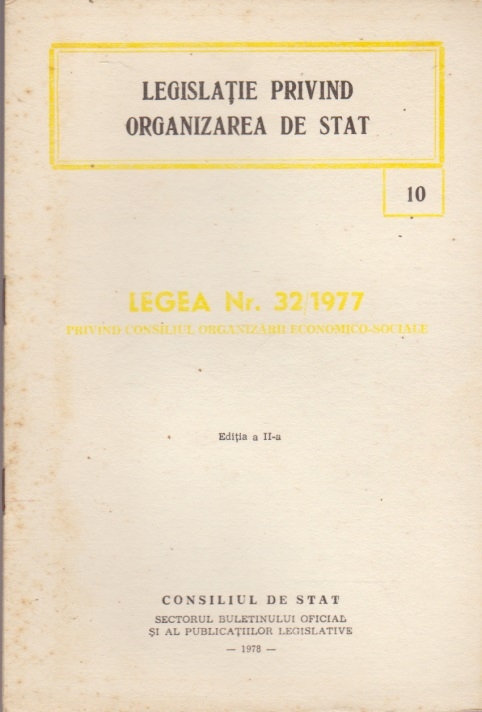 LEGISLAȚIE PRIVIND
ORGANIZAREA DE STAT
10
LEGEA Nr. 32/1977
PRIVIND CONSILIUL ORGANIZĂRII ECONOMICO-SOCIALE
Ediția a II-a
CONSILIUL DE STAT
SECTORUL BULETINULUI OFICIAL
ȘI AL PUBLICAȚIILOR LEGISLATIVE
— 1978 —